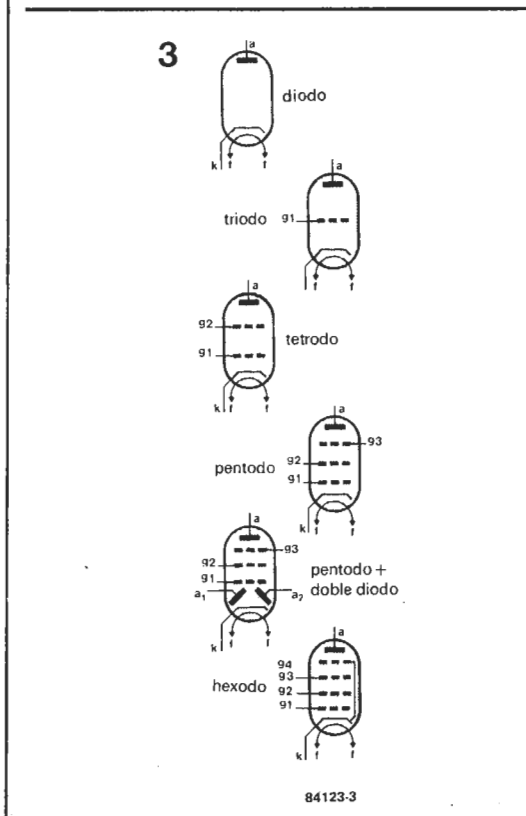 3
a
diodo
k f f
a
triodo g1
f f
a
g2
tetrodo
g1
k f f
a
g3
pentodo g2
g1
k f f
a
g3
g2
pentodo +
g1
a1 a2 doble diodo
k f f
a
g4
g3
hexodo g2
g1
k f f
84123-3